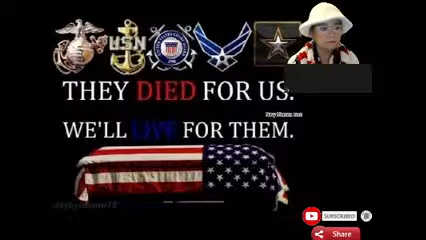 USN
THEY DIED FOR US.
WE'LL LIVE FOR THEM.
SUBSCRIBED
Share